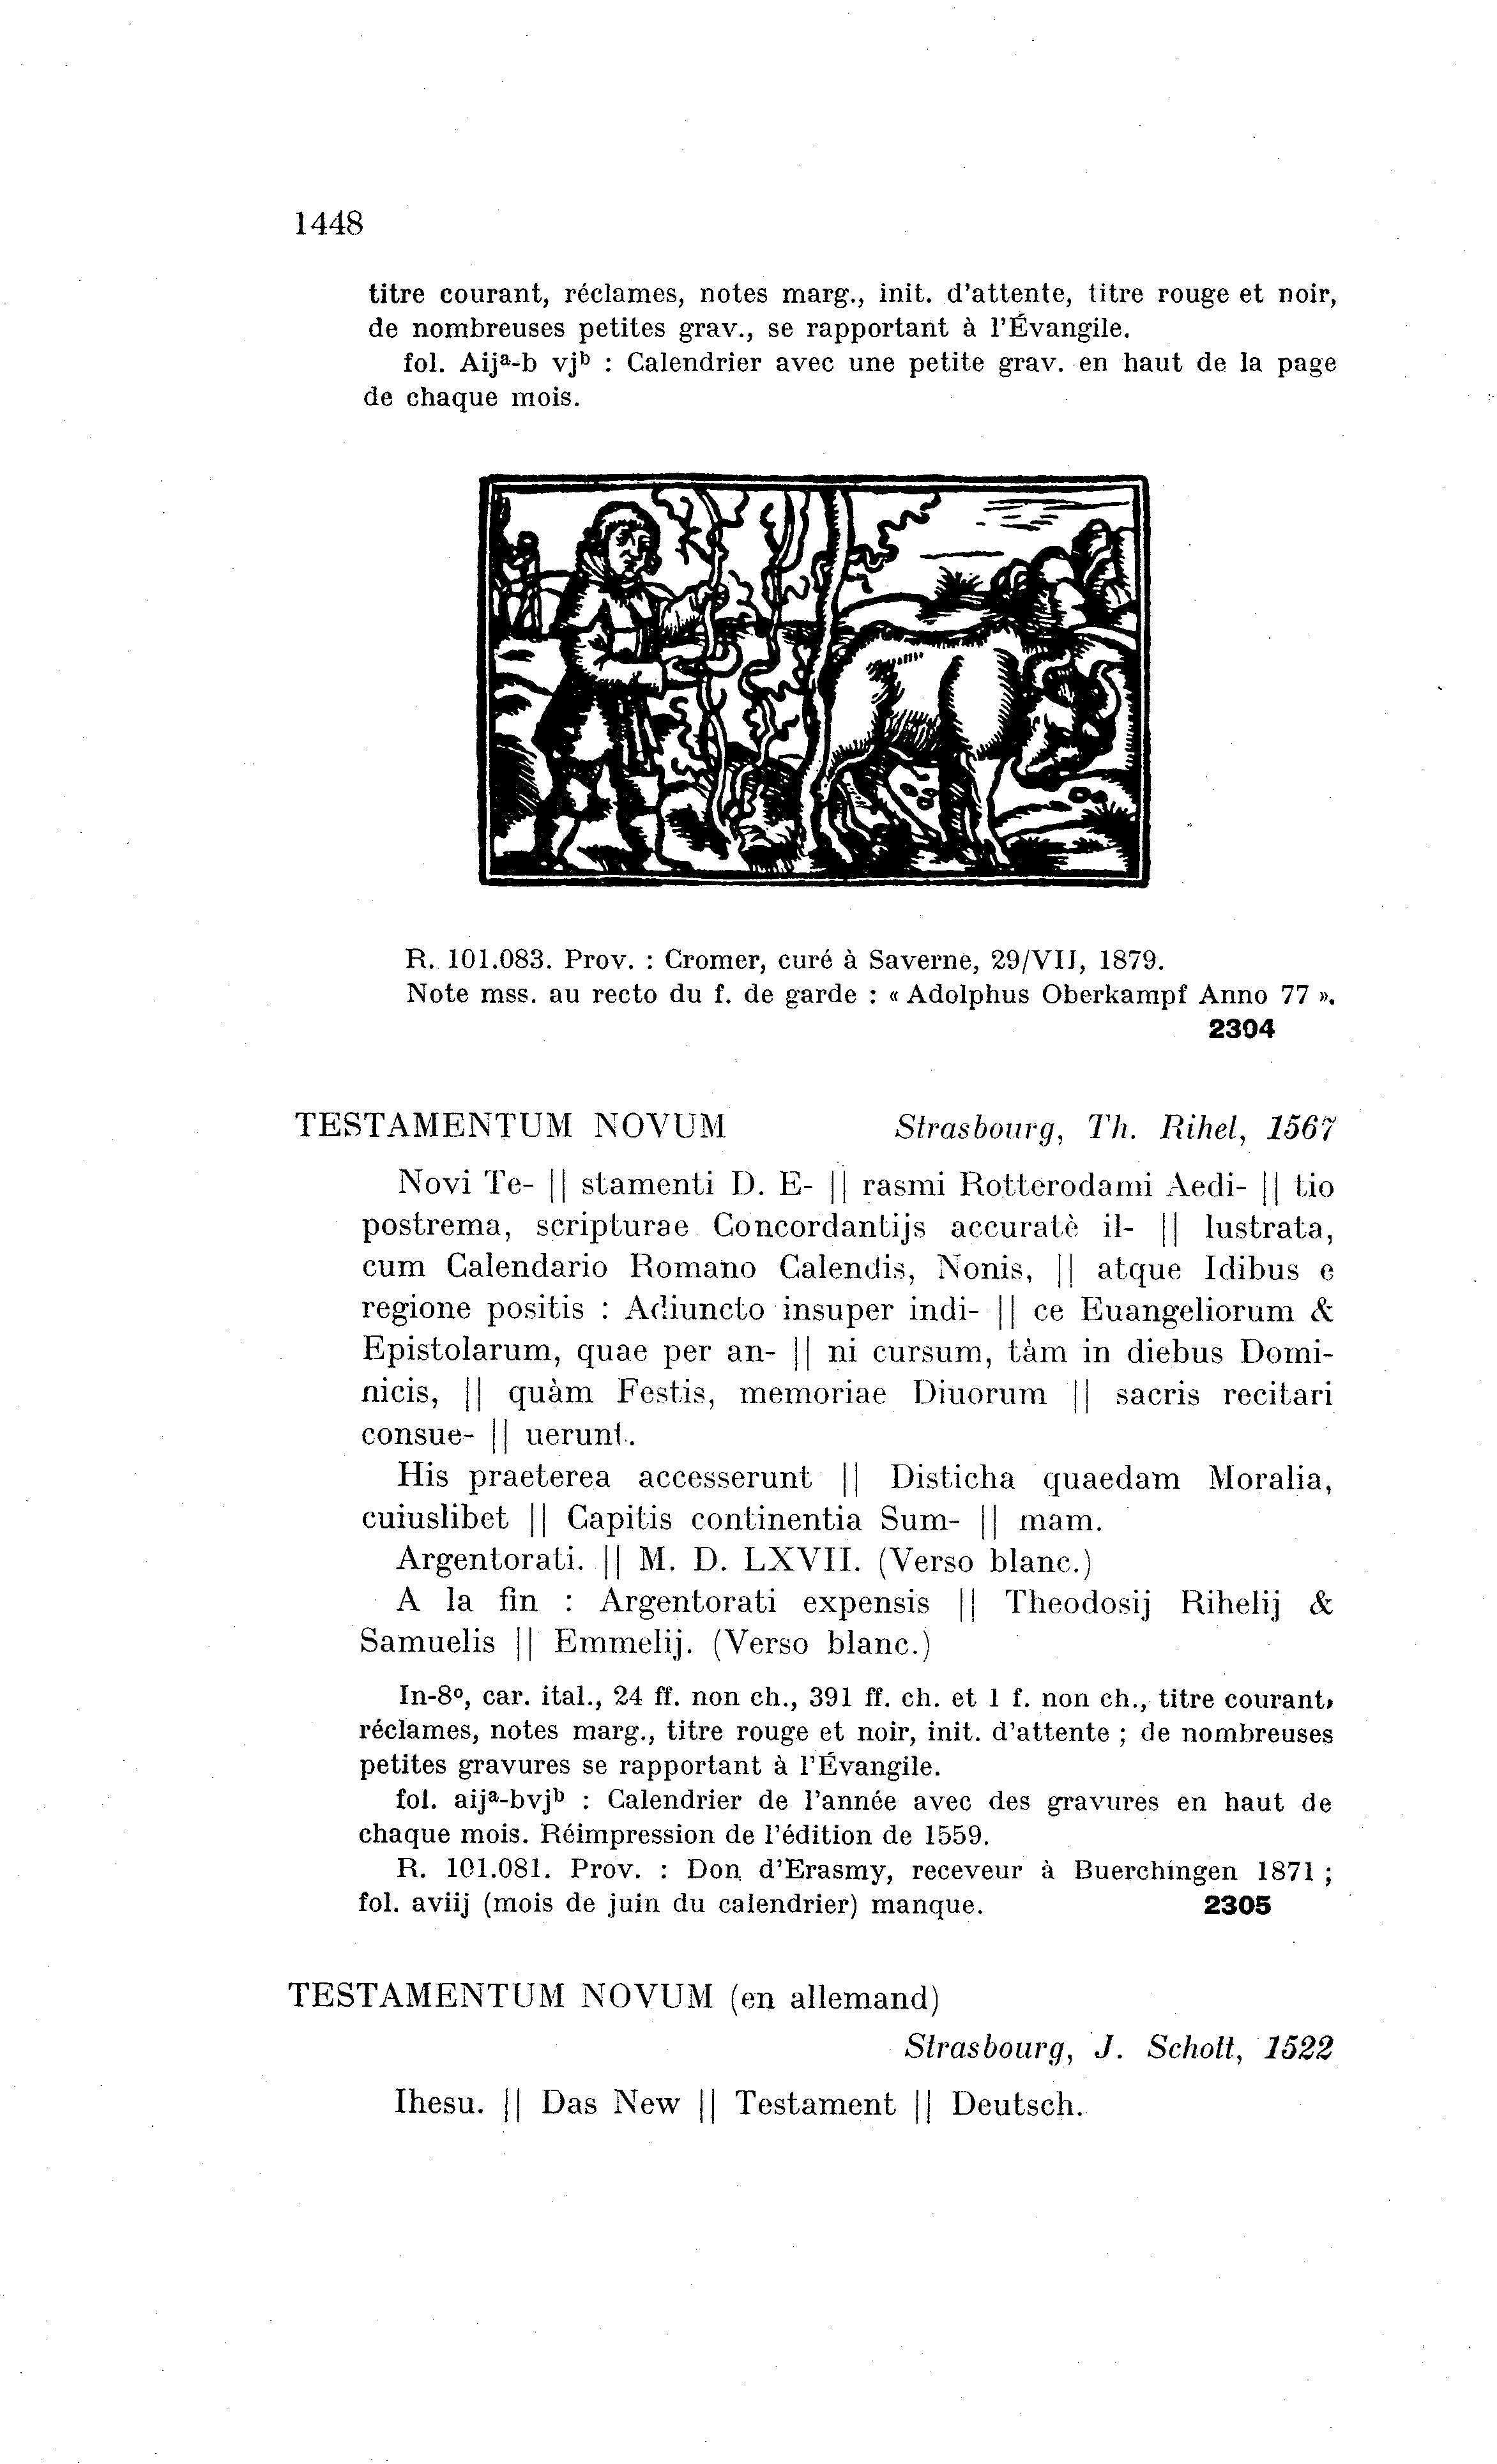 1448
titre courant, réclames, notes marg., init. d'attente, titre rouge et noir,
de nombreuses petites grav., se rapportant à l'Évangile.
fol. Aijᵃ-b vjᵇ : Calendrier avec une petite grav. en haut de la page
de chaque mois.
R. 101.083. Prov. : Cromer, curé à Saverne, 29/VII, 1879.
Note mss. au recto du f. de garde : « Adolphus Oberkampf Anno 77 ».
2304
TESTAMENTUM NOVUM Strasbourg, Th. Rihel, 1567
Novi Te- || stamenti D. E- || rasmi Rotterodami Aedi- || tio
postrema, scripturae Concordantijs accuratè il- || lustrata,
cum Calendario Romano Calendis, Nonis, || atque Idibus e
regione positis : Adiuncto insuper indi- || ce Euangeliorum &
Epistolarum, quae per an- || ni cursum, tàm in diebus Domi-
nicis, || quàm Festis, memoriae Diuorum || sacris recitari
consue- || uerunt.
His praeterea accesserunt || Disticha quaedam Moralia,
cuiuslibet || Capitis continentia Sum- || mam.
Argentorati. || M. D. LXVII. (Verso blanc.)
A la fin : Argentorati expensis || Theodosij Rihelij &
Samuelis || Emmelij. (Verso blanc.)
In-8º, car. ital., 24 ff. non ch., 391 ff. ch. et 1 f. non ch., titre courant,
réclames, notes marg., titre rouge et noir, init. d'attente ; de nombreuses
petites gravures se rapportant à l'Évangile.
fol. aijᵃ-bvjᵇ : Calendrier de l'année avec des gravures en haut de
chaque mois. Réimpression de l'édition de 1559.
R. 101.081. Prov. : Don d'Erasmy, receveur à Buerchingen 1871 ;
fol. aviij (mois de juin du calendrier) manque. 2305
TESTAMENTUM NOVUM (en allemand)
Strasbourg, J. Schott, 1522
Ihesu. || Das New || Testament || Deutsch.